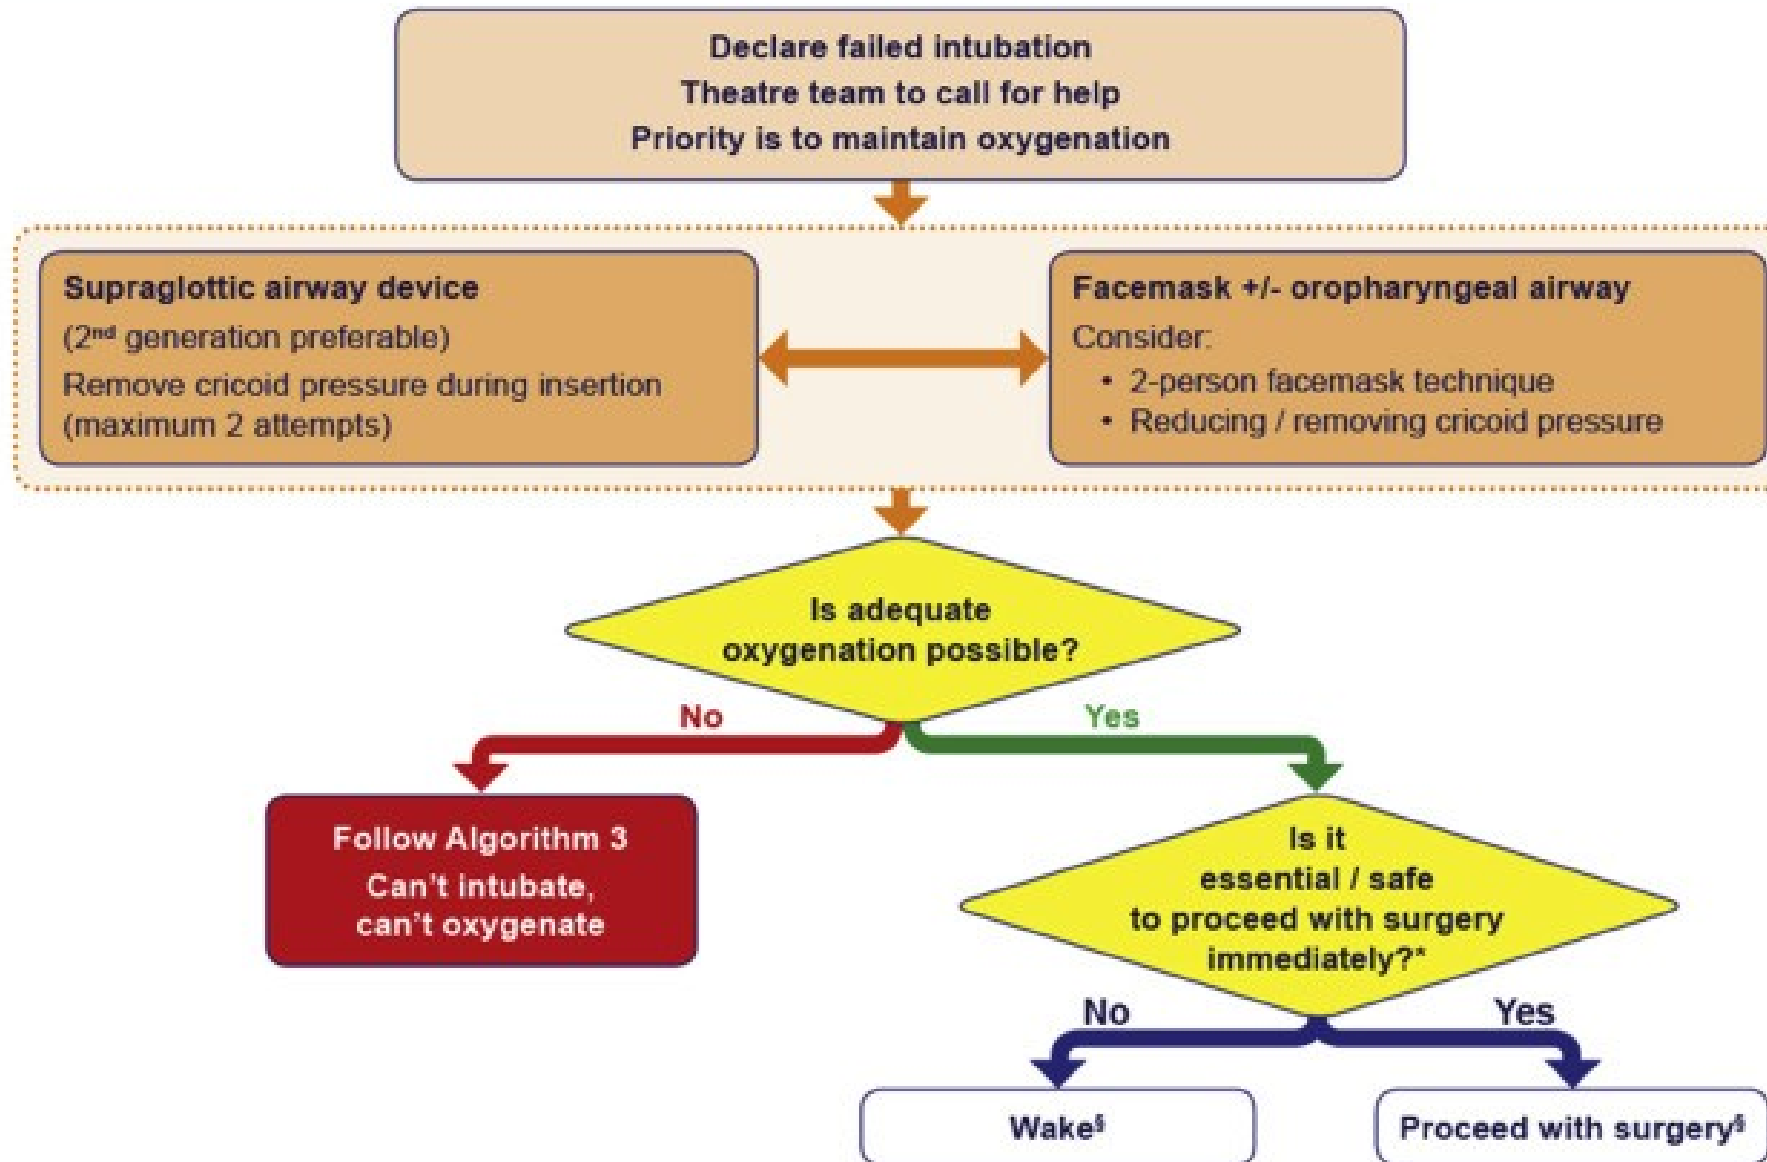 Declare failed intubation
Theatre team to call for help
Priority is to maintain oxygenation
Supraglottic airway device
(2nd generation preferable)
Remove cricoid pressure during insertion
(maximum 2 attempts)
Facemask +/- oropharyngeal airway
Consider:
• 2-person facemask technique
• Reducing / removing cricoid pressure
Is adequate
oxygenation possible?
No
Yes
Follow Algorithm 3
Can't intubate,
can't oxygenate
Is it
essential / safe
to proceed with surgery
immediately?*
No
Yes
Wake§
Proceed with surgery§